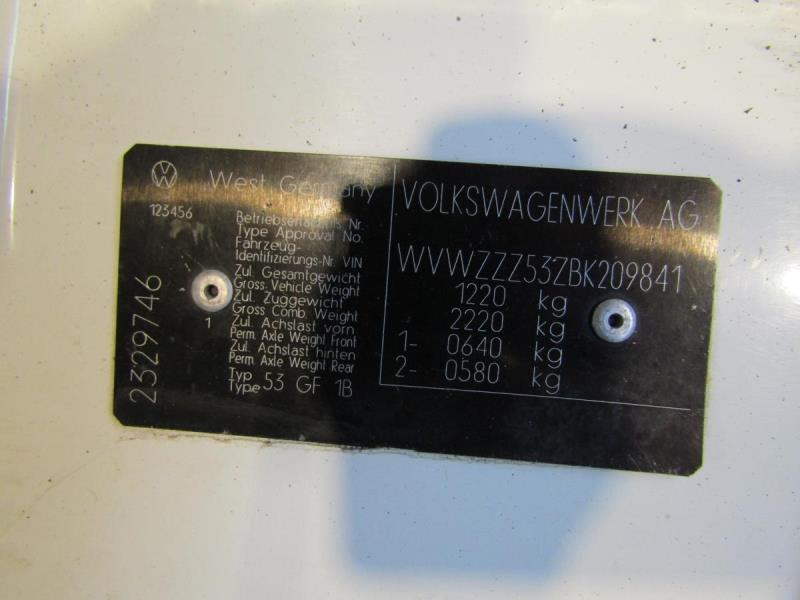 West Germany
123456
Betriebserlaubnis Nr.
Type Approval No.
Fahrzeug-
Identifizierungs-Nr. VIN
Zul. Gesamtgewicht
Gross Vehicle Weight
Zul. Zuggewicht
Gross Comb. Weight
Zul. Achslast vorn
Perm. Axle Weight Front
Zul. Achslast hinten
Perm. Axle Weight Rear
Typ
Type 53 GF 1B
1
2329746
VOLKSWAGENWERK AG
WVWZZZ53ZBK209841
1220 kg
2220 kg
1- 0640 kg
2- 0580 kg